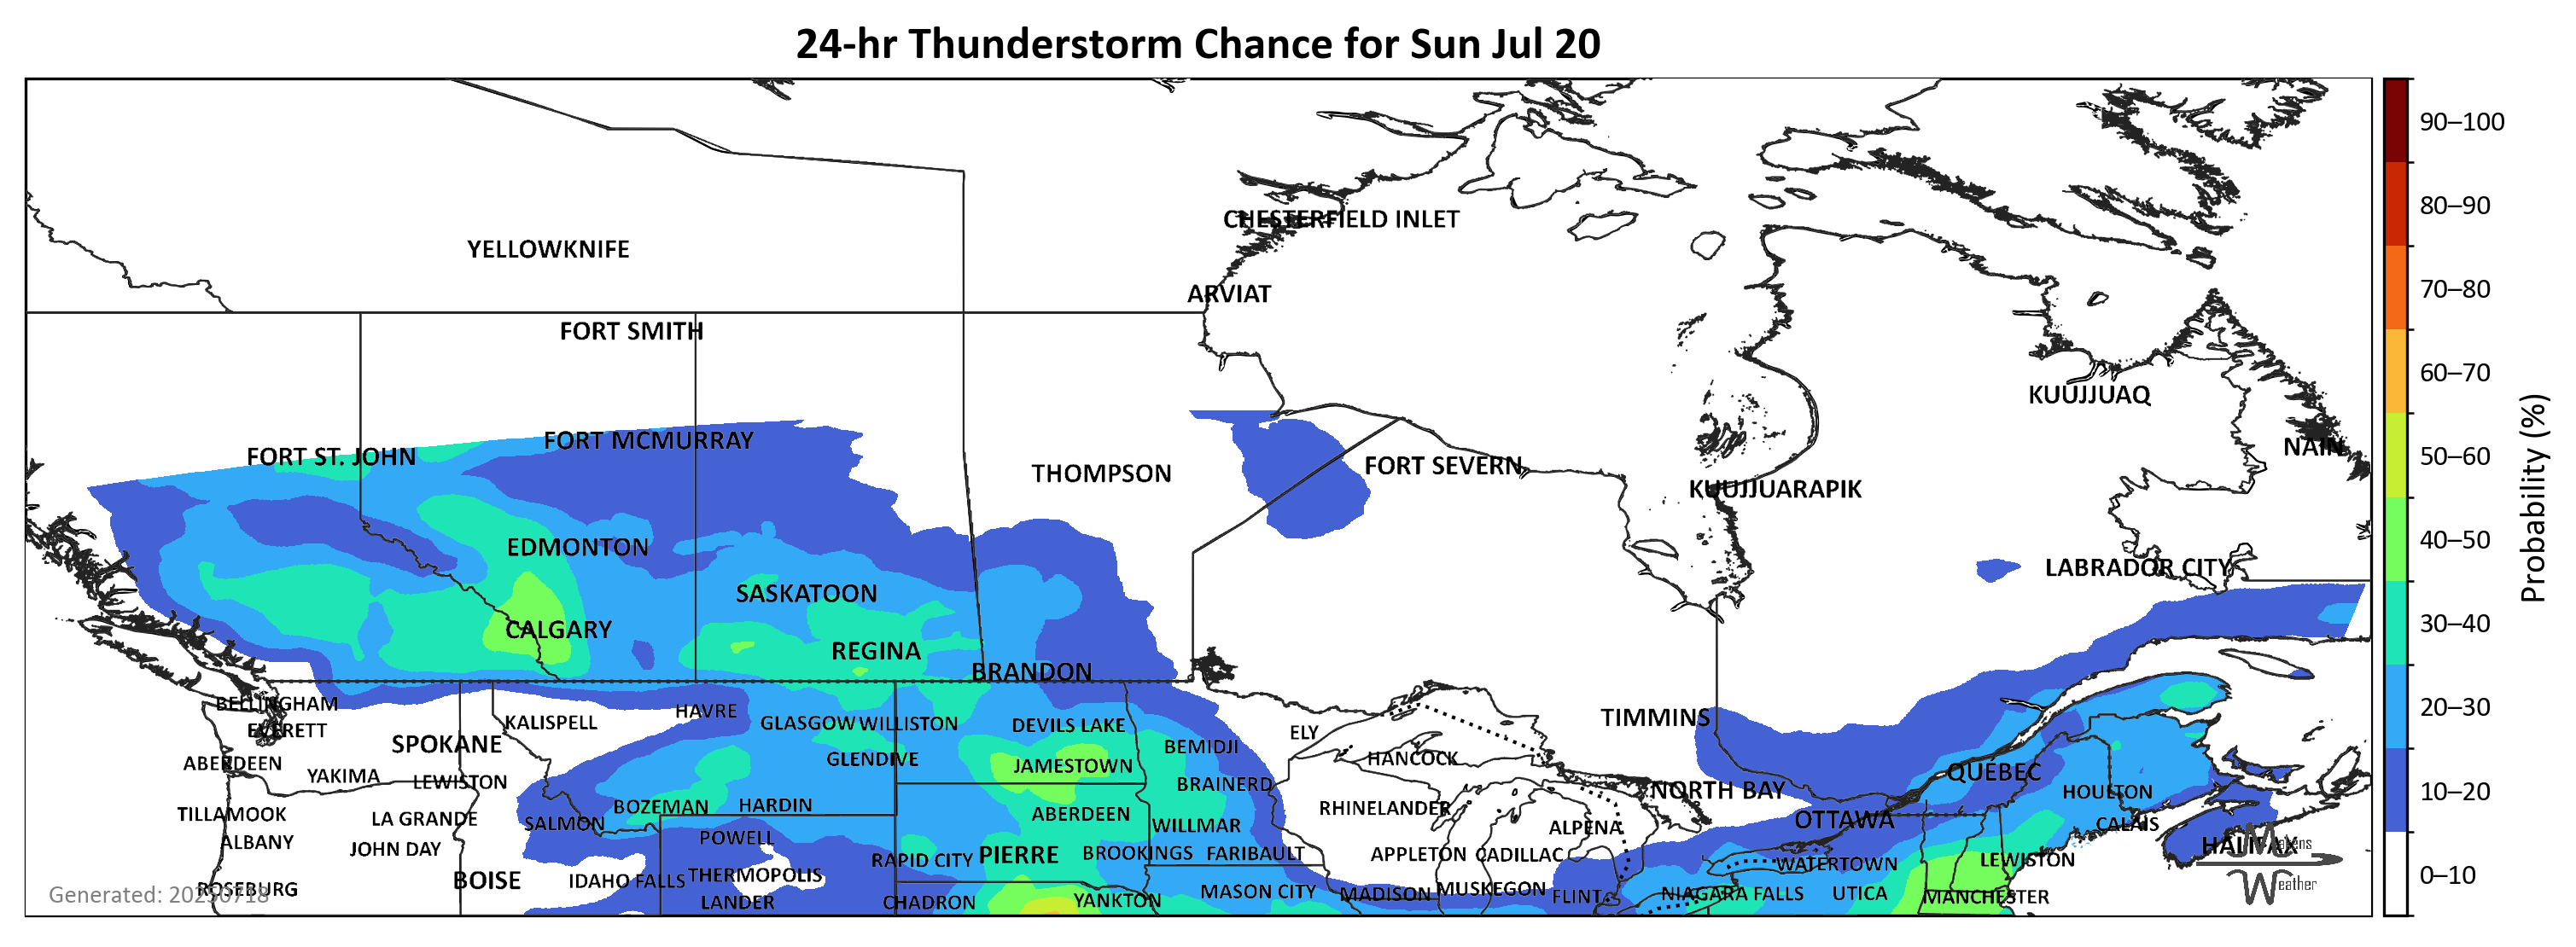 24-hr Thunderstorm Chance for Sun Jul 20
90–100
80–90
CHESTERFIELD INLET
YELLOWKNIFE
70–80
ARVIAT
FORT SMITH
60–70
KUUJJUAQ
FORT MCMURRAY
NAIN
50–60
FORT ST. JOHN
FORT SEVERN
THOMPSON
KUUJJUARAPIK
Probability (%)
40–50
EDMONTON
LABRADOR CITY
SASKATOON
30–40
CALGARY
REGINA
BRANDON
BELLINGHAM
20–30
HAVRE
TIMMINS
KALISPELL
GLASGOW
WILLISTON
DEVILS LAKE
EVERETT
ELY
SPOKANE
BEMIDJI
HANCOCK
GLENDIVE
ABERDEEN
JAMESTOWN
QUÉBEC
YAKIMA
LEWISTON
BRAINERD
NORTH BAY
HOULTON
10–20
BOZEMAN
HARDIN
RHINELANDER
TILLAMOOK
LA GRANDE
SALMON
ABERDEEN
WILLMAR
ALPENA
OTTAWA
CALAIS
ALBANY
POWELL
HALIFAX
Makens
JOHN DAY
RAPID CITY
PIERRE
BROOKINGS
FARIBAULT
APPLETON
CADILLAC
WATERTOWN
LEWISTON
0–10
BOISE
IDAHO FALLS
THERMOPOLIS
Weather
ROSEBURG
Generated: 20250718
MASON CITY
MADISON
MUSKEGON
FLINT
NIAGARA FALLS
UTICA
MANCHESTER
LANDER
CHADRON
YANKTON